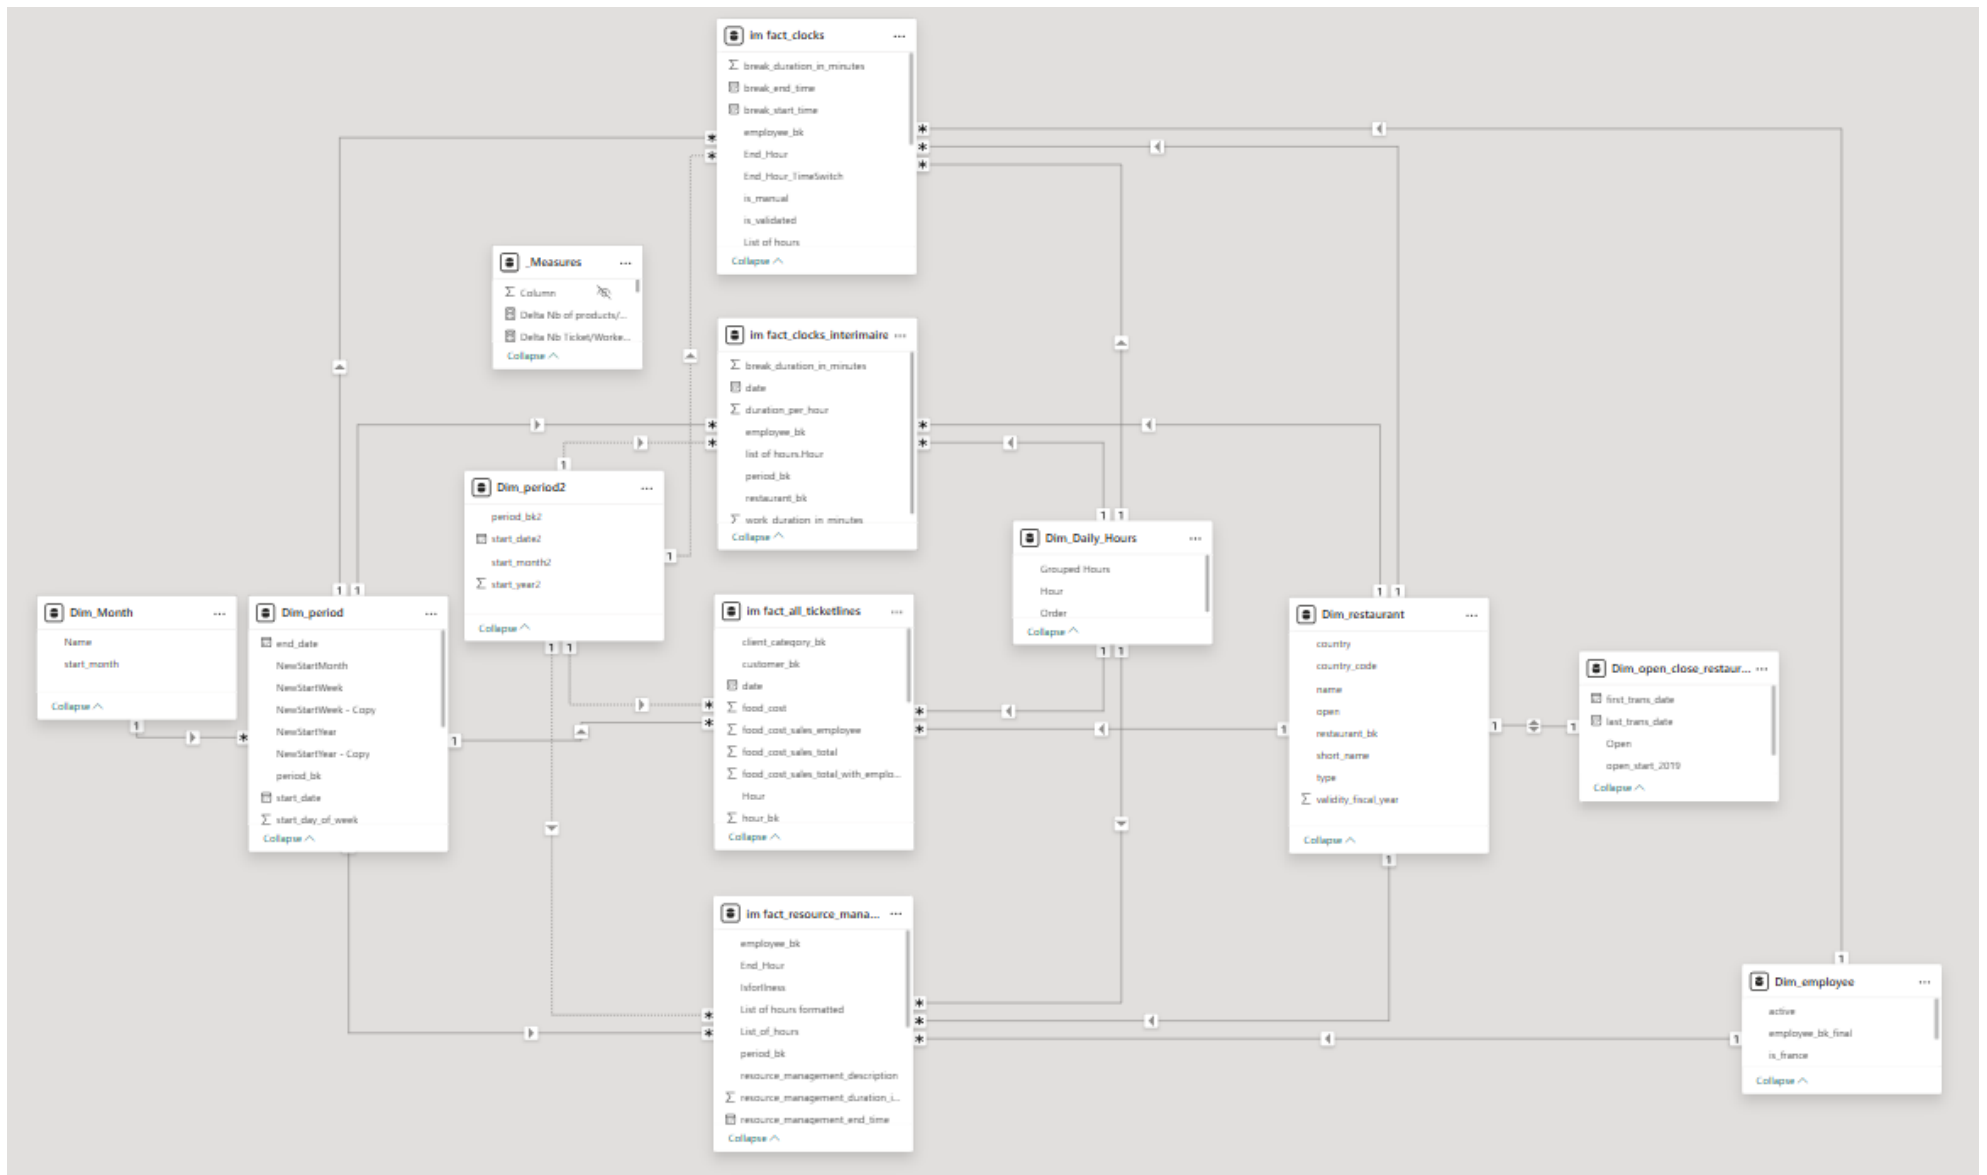 im fact_clocks
break_duration_in_minutes
break_end_time
break_start_time
employee_bk
End_Hour
End_Hour_TimeSwitch
is_manual
is_validated
List of hours
Collapse
_Measures
Column
Delta Nb of products/...
Delta Nb Ticket/Worke...
Collapse
im fact_clocks_interimaire
break_duration_in_minutes
date
duration_per_hour
employee_bk
list of hours.Hour
period_bk
restaurant_bk
work_duration_in_minutes
Collapse
Dim_period2
period_bk2
start_date2
start_month2
start_year2
Collapse
Dim_Daily_Hours
Grouped Hours
Hour
Order
Collapse
Dim_Month
Name
start_month
Collapse
Dim_period
end_date
NewStartMonth
NewStartWeek
NewStartWeek - Copy
NewStartYear
NewStartYear - Copy
period_bk
start_date
start_day_of_week
Collapse
im fact_all_ticketlines
client_category_bk
customer_bk
date
food_cost
food_cost_sales_employee
food_cost_sales_total
food_cost_sales_total_with_emplo...
Hour
hour_bk
Collapse
Dim_restaurant
country
country_code
name
open
restaurant_bk
short_name
type
validity_fiscal_year
Collapse
Dim_open_close_restaur...
first_trans_date
last_trans_date
Open
open_start_2019
Collapse
im fact_resource_mana...
employee_bk
End_Hour
IsforIlness
List of hours formatted
List_of_hours
period_bk
resource_management_description
resource_management_duration_i...
resource_management_end_time
Collapse
Dim_employee
active
employee_bk_final
is_france
Collapse